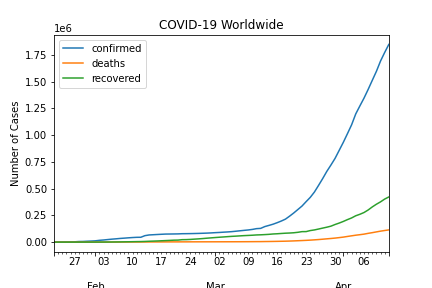 COVID-19 Worldwide
1e6
confirmed
deaths
recovered
1.75
1.50
1.25
1.00
0.75
0.50
0.25
0.00
Number of Cases
27 03 10 17 24 02 09 16 23 30 06
Feb Mar Apr